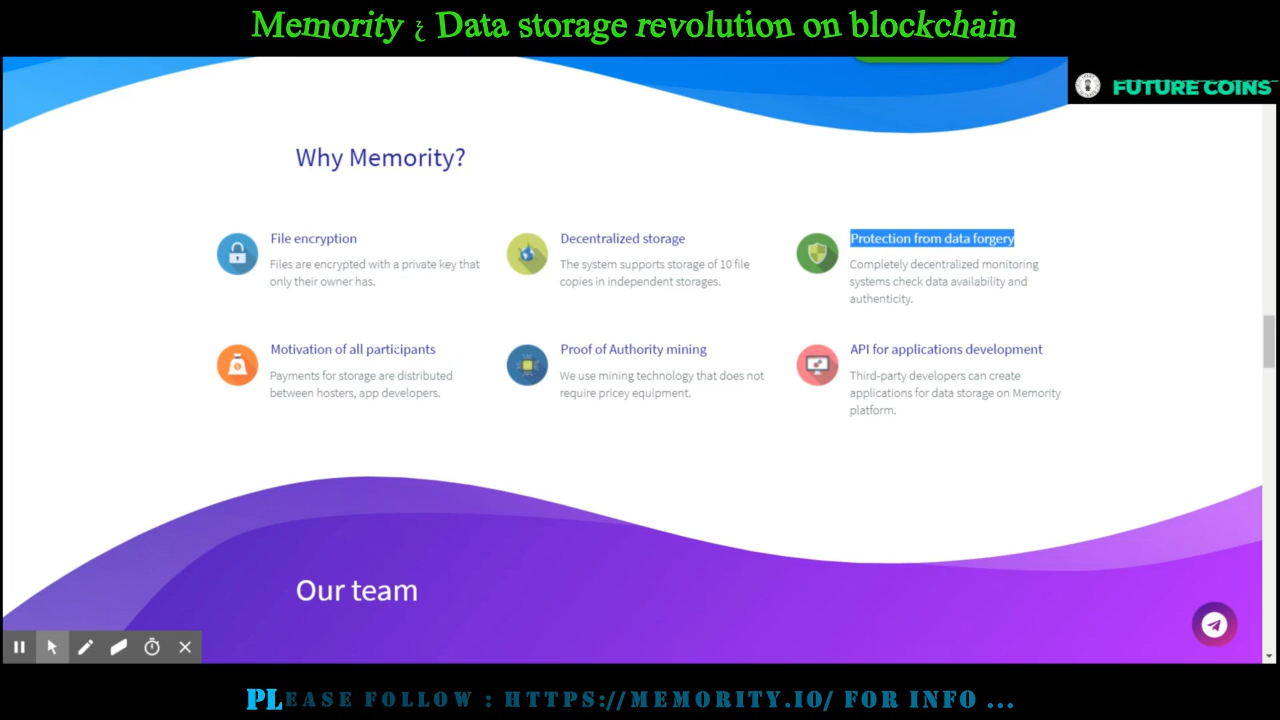 Memority ¿ Data storage revolution on blockchain
FUTURE COINS
Why Memority?
File encryption
Files are encrypted with a private key that
only their owner has.
Decentralized storage
The system supports storage of 10 file
copies in independent storages.
Protection from data forgery
Completely decentralized monitoring
systems check data availability and
authenticity.
Motivation of all participants
Payments for storage are distributed
between hosters, app developers.
Proof of Authority mining
We use mining technology that does not
require pricey equipment.
API for applications development
Third-party developers can create
applications for data storage on Memority
platform.
Our team
PLEASE FOLLOW : HTTPS://MEMORITY.IO/ FOR INFO ...